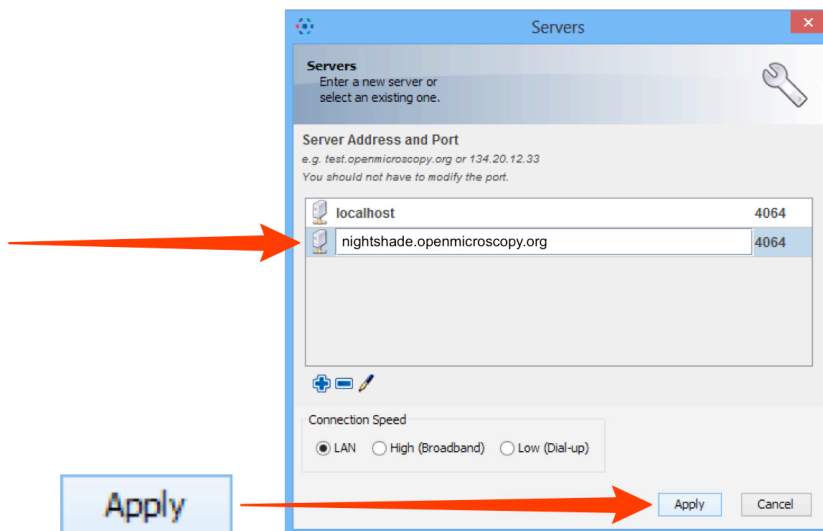 Servers
Servers
Enter a new server or
select an existing one.
Server Address and Port
e.g. test.openmicroscopy.org or 134.20.12.33
You should not have to modify the port.
localhost 4064
nightshade.openmicroscopy.org 4064
Connection Speed
LAN High (Broadband) Low (Dial-up)
Apply Apply Cancel